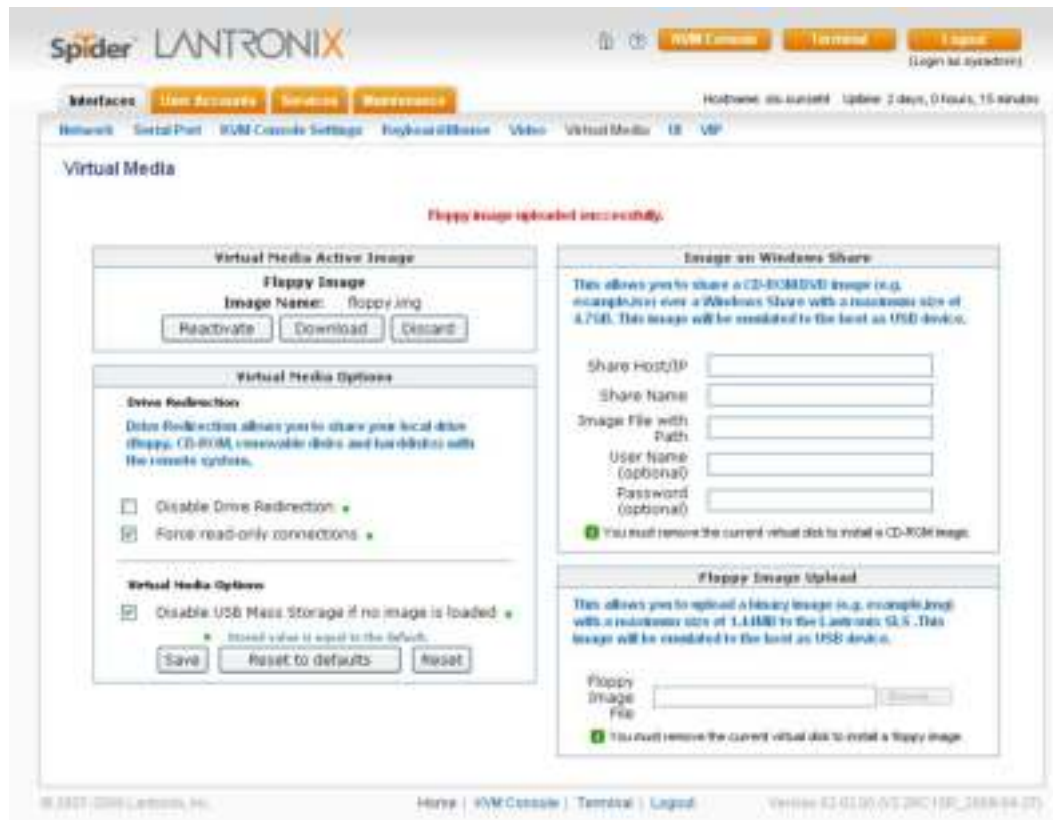 Spider LANTRONIX
KVM Console Terminal Logout
(Login as sysadmin)
Interfaces User Accounts Services Maintenance
Uptime: 2 days, 0 hours, 15 minutes
Network Serial Port KVM Console Settings Keyboard/Mouse Video Virtual Media UI VIP
Virtual Media
Floppy image uploaded successfully.
Virtual Media Active Image
Floppy Image
Image Name: floppy.img
Reactivate Download Discard
Virtual Media Options
Drive Redirection
Drive Redirection allows you to share your local drive
(floppy, CD-ROM, removable disks and harddisks) with
the remote system.
Disable Drive Redirection
Force read-only connections
Virtual Media Options
Disable USB Mass Storage if no image is loaded
Stored value is equal to the default.
Save Reset to defaults Reset
Image on Windows Share
This allows you to share a CD-ROM/DVD image (e.g.
example.iso) over a Windows Share with a maximum size of
4.7GB. This image will be emulated to the host as USB device.
Share Host/IP
Share Name
Image File with
Path
User Name
(optional)
Password
(optional)
You must remove the current virtual disk to install a CD-ROM image.
Floppy Image Upload
This allows you to upload a binary image (e.g. example.img)
with a maximum size of 1.44MB to the Lantronix SLS .This
image will be emulated to the host as USB device.
Floppy
Image
File
Browse...
You must remove the current virtual disk to install a floppy image.
Lantronix, Inc.
Home | KVM Console | Terminal | Logout
Version